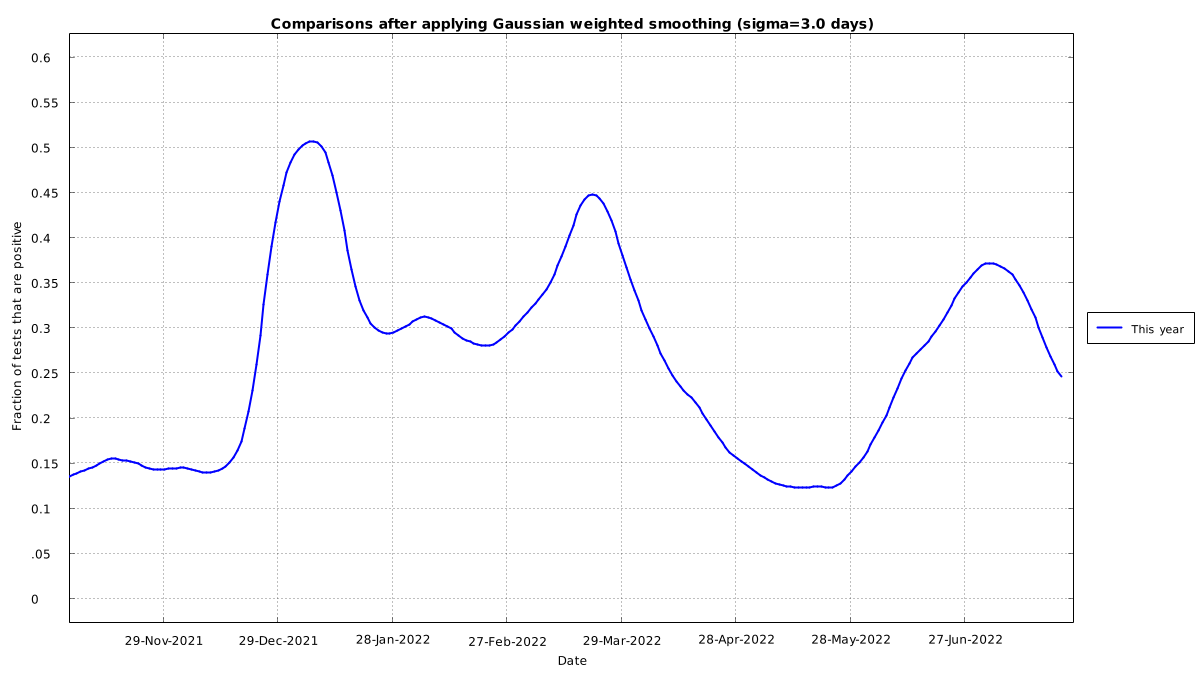 Comparisons after applying Gaussian weighted smoothing (sigma=3.0 days)
0.6
0.55
0.5
0.45
0.4
0.35
0.3
0.25
0.2
0.15
0.1
.05
0
Fraction of tests that are positive
29-Nov-2021 29-Dec-2021 28-Jan-2022 27-Feb-2022 29-Mar-2022 28-Apr-2022 28-May-2022 27-Jun-2022
Date
This year